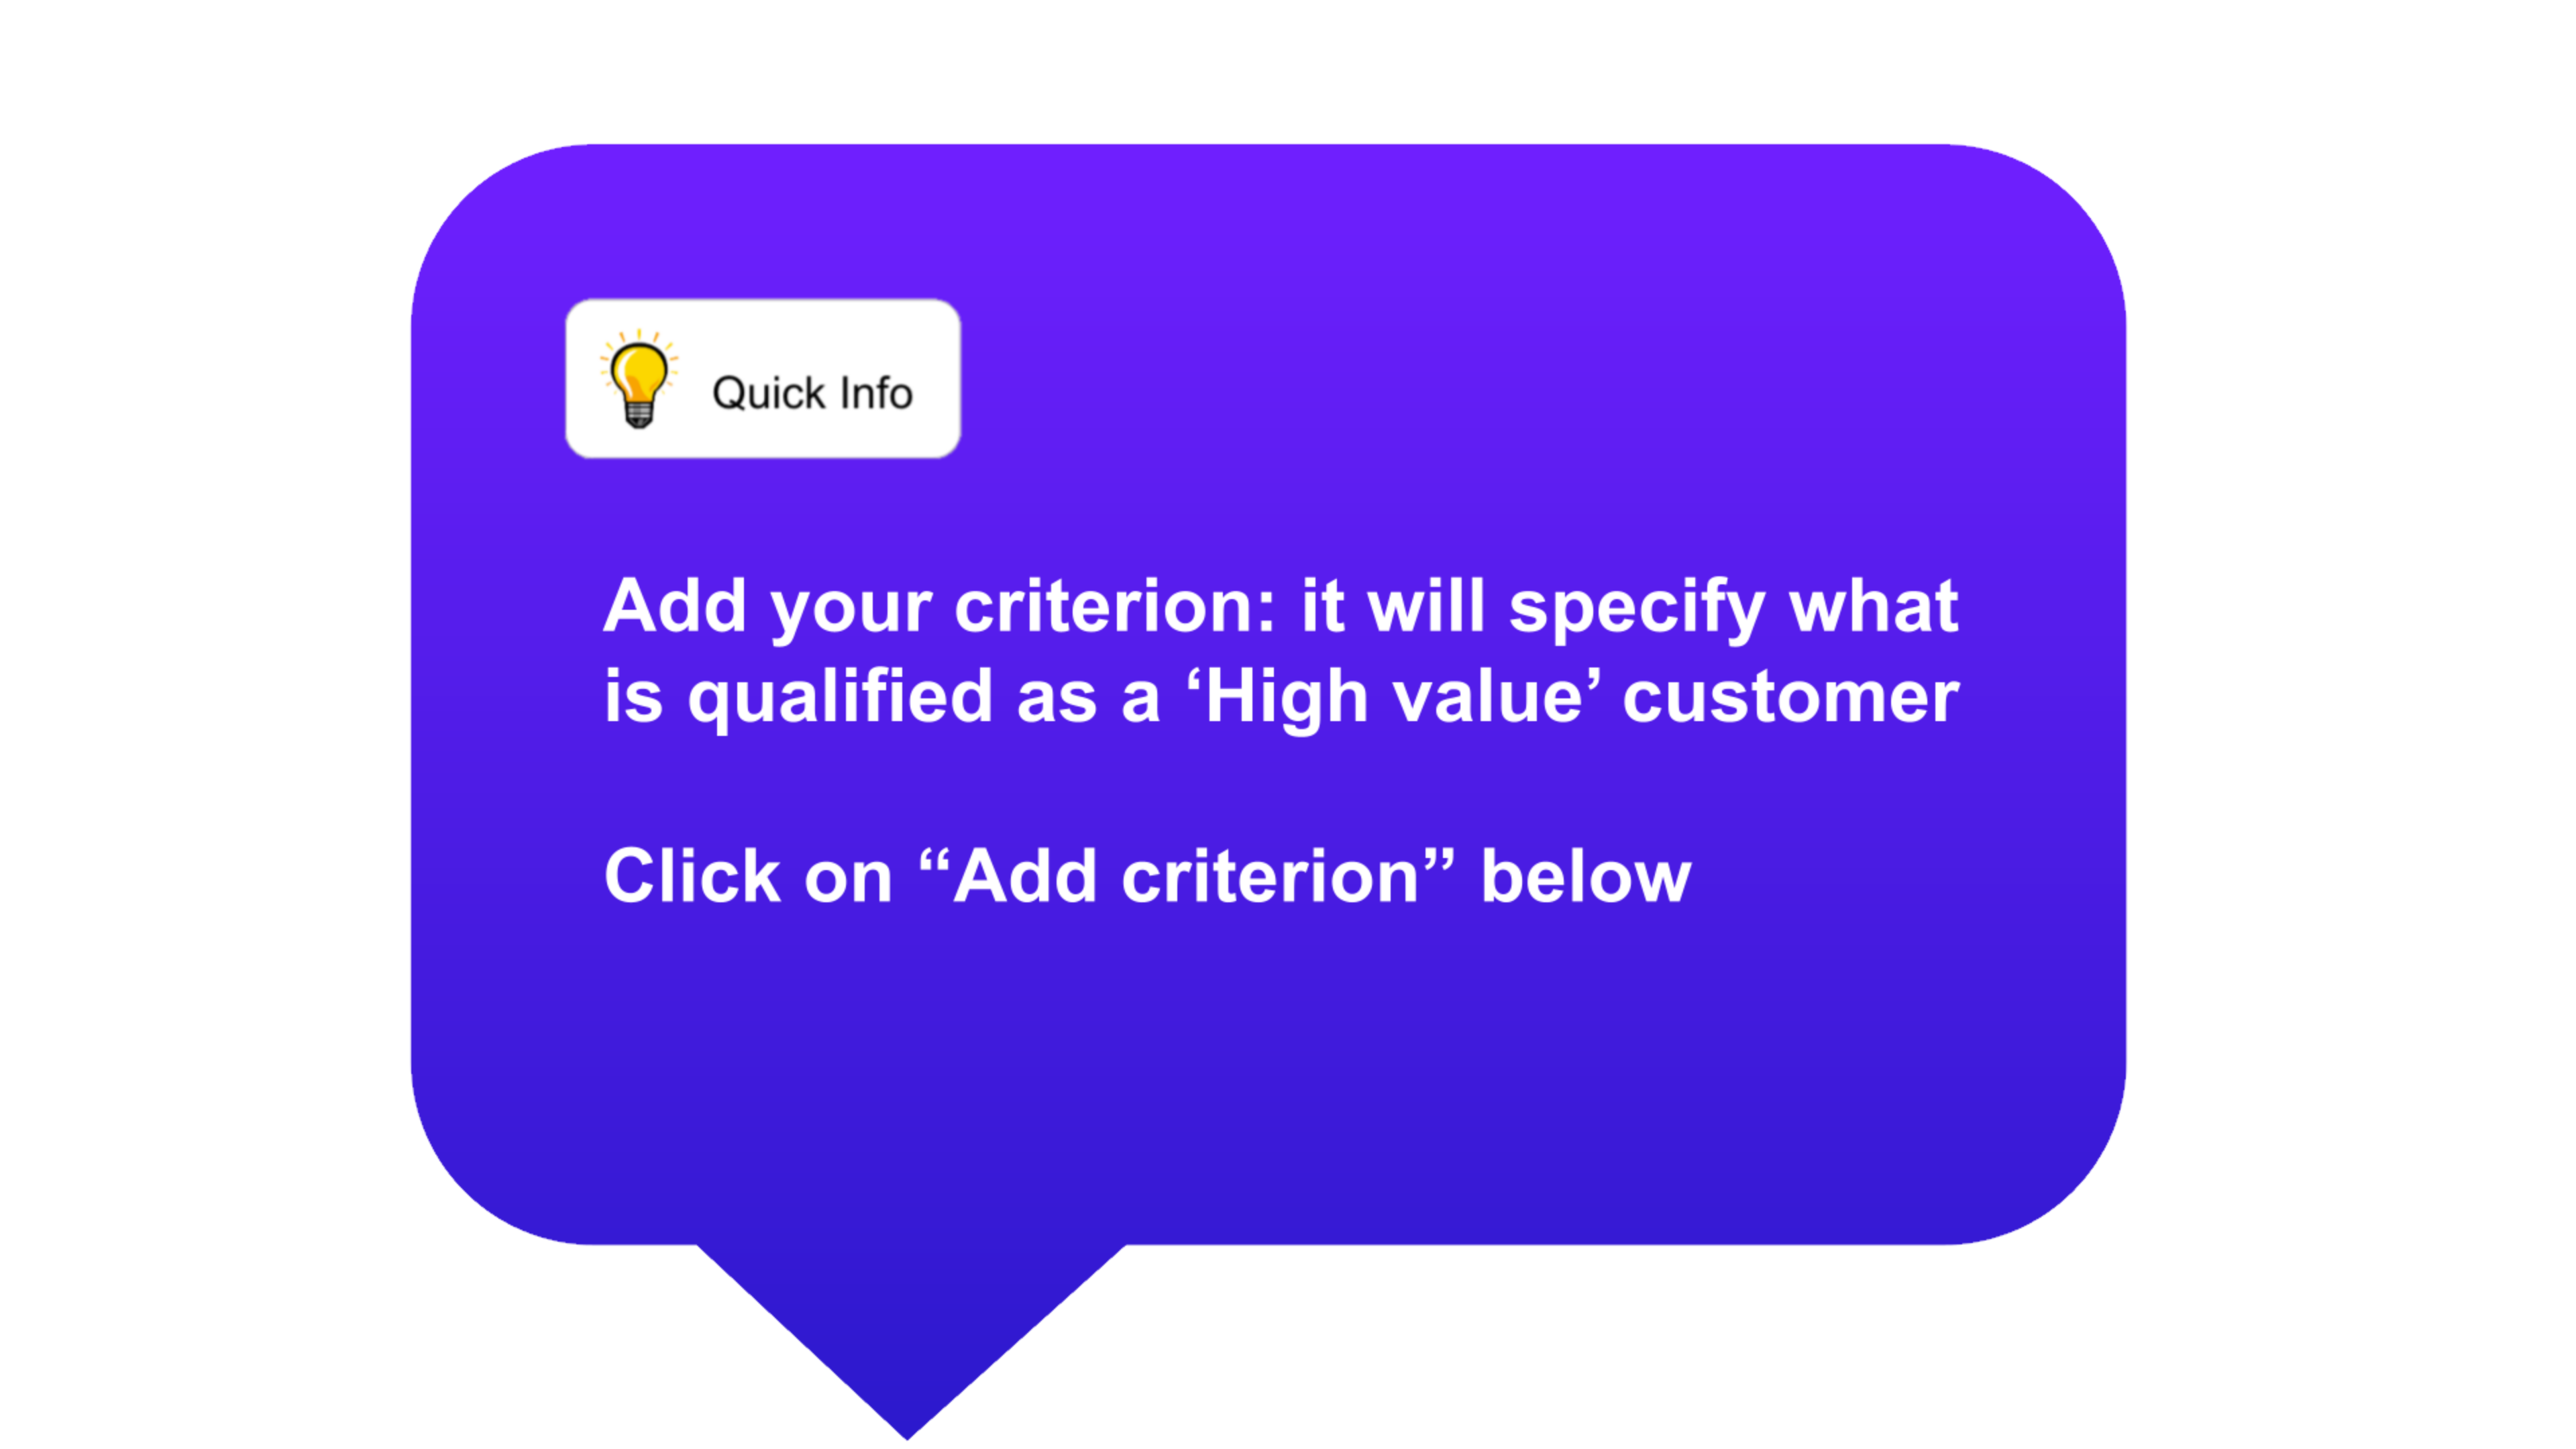 Quick Info
Add your criterion: it will specify what
is qualified as a ‘High value’ customer
Click on “Add criterion” below